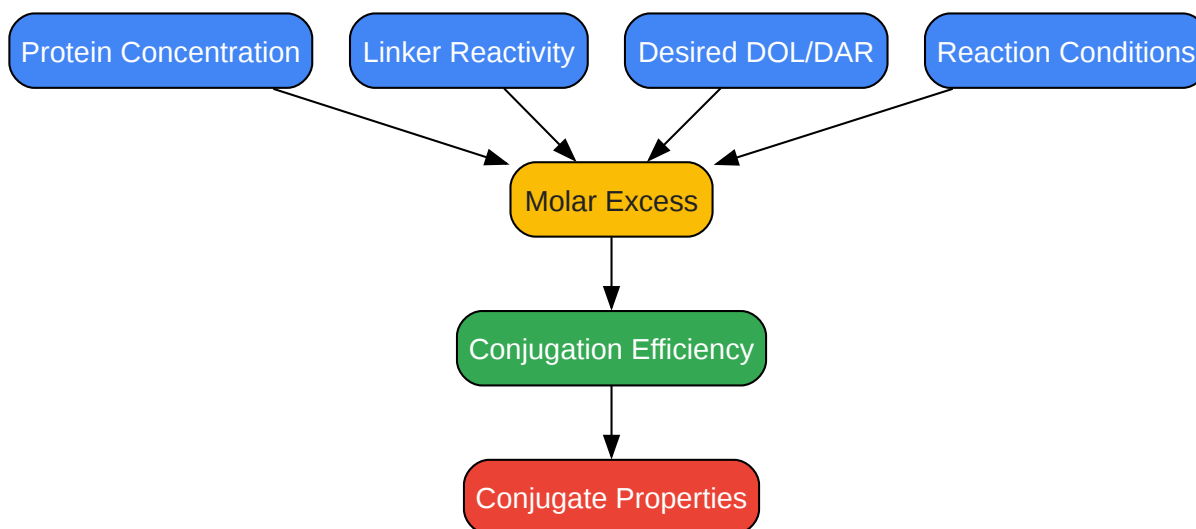 Protein Concentration
Linker Reactivity
Desired DOL/DAR
Reaction Conditions
Molar Excess
Conjugation Efficiency
Conjugate Properties